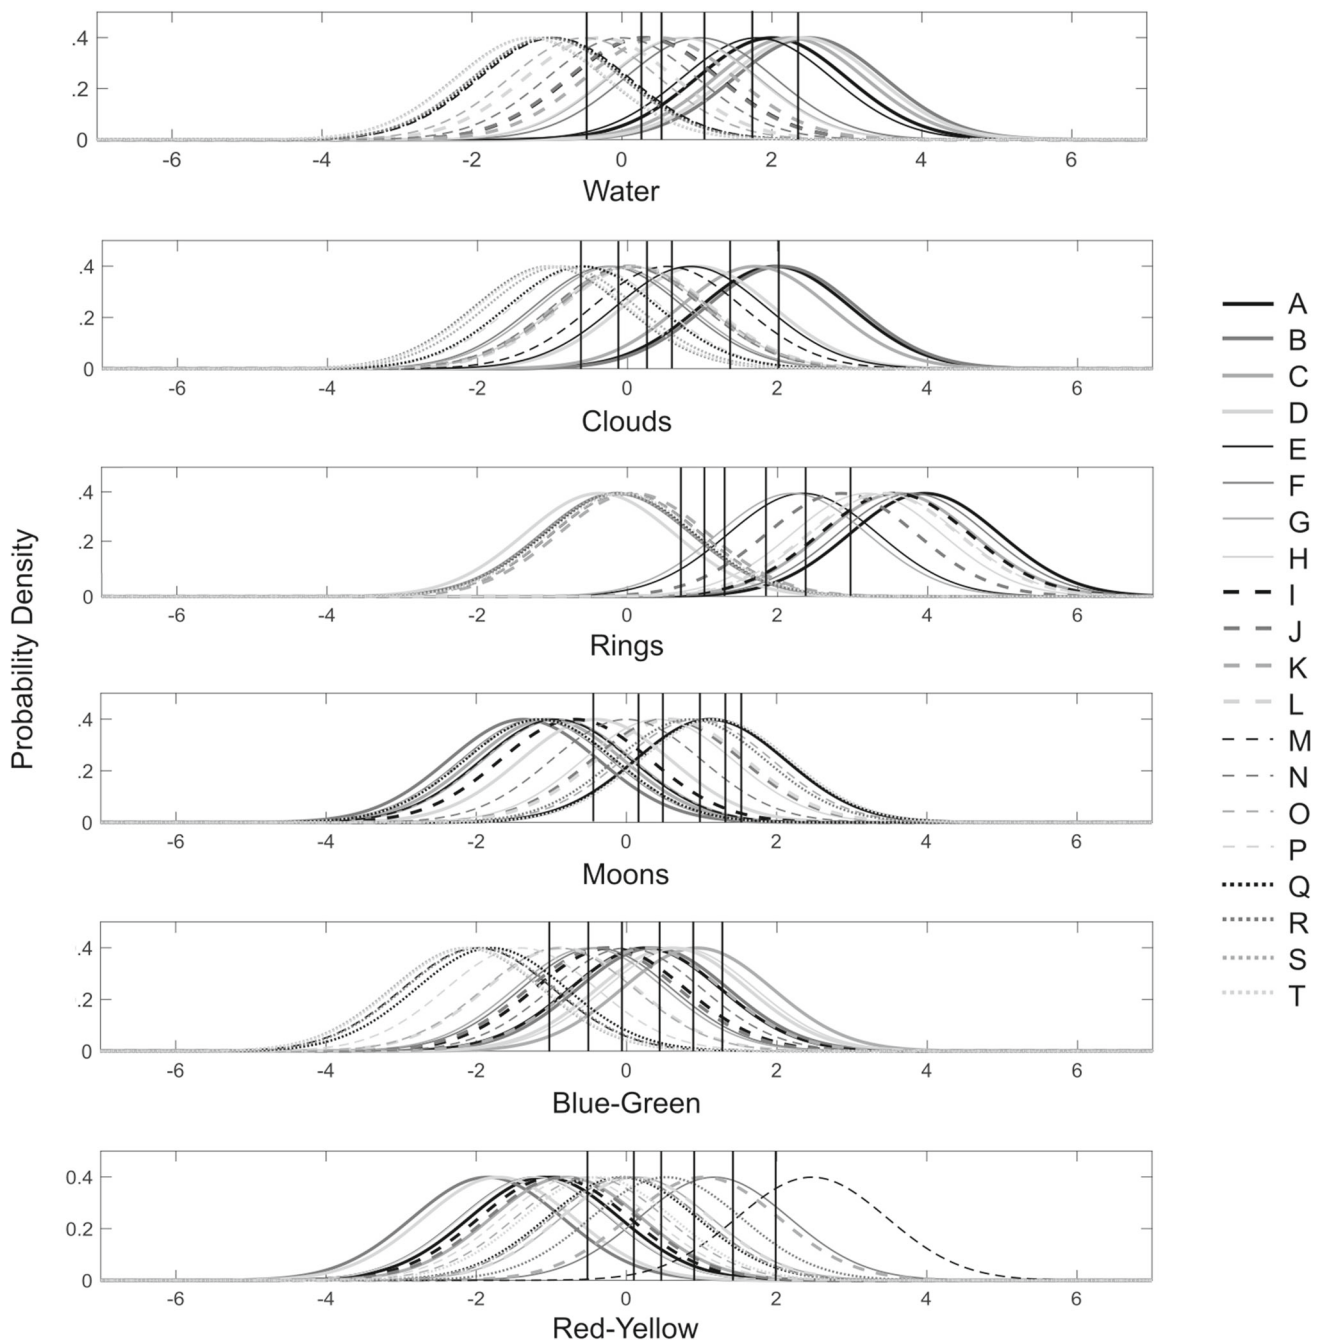 .4
.2
0
-6 -4 -2 0 2 4 6
Water
.4
.2
0
-6 -4 -2 0 2 4 6
Clouds
.4
.2
0
-6 -4 -2 0 2 4 6
Rings
.4
.2
0
-6 -4 -2 0 2 4 6
Moons
.4
.2
0
-6 -4 -2 0 2 4 6
Blue-Green
0.4
0.2
0
-6 -4 -2 0 2 4 6
Red-Yellow
Probability Density
A
B
C
D
E
F
G
H
I
J
K
L
M
N
O
P
Q
R
S
T